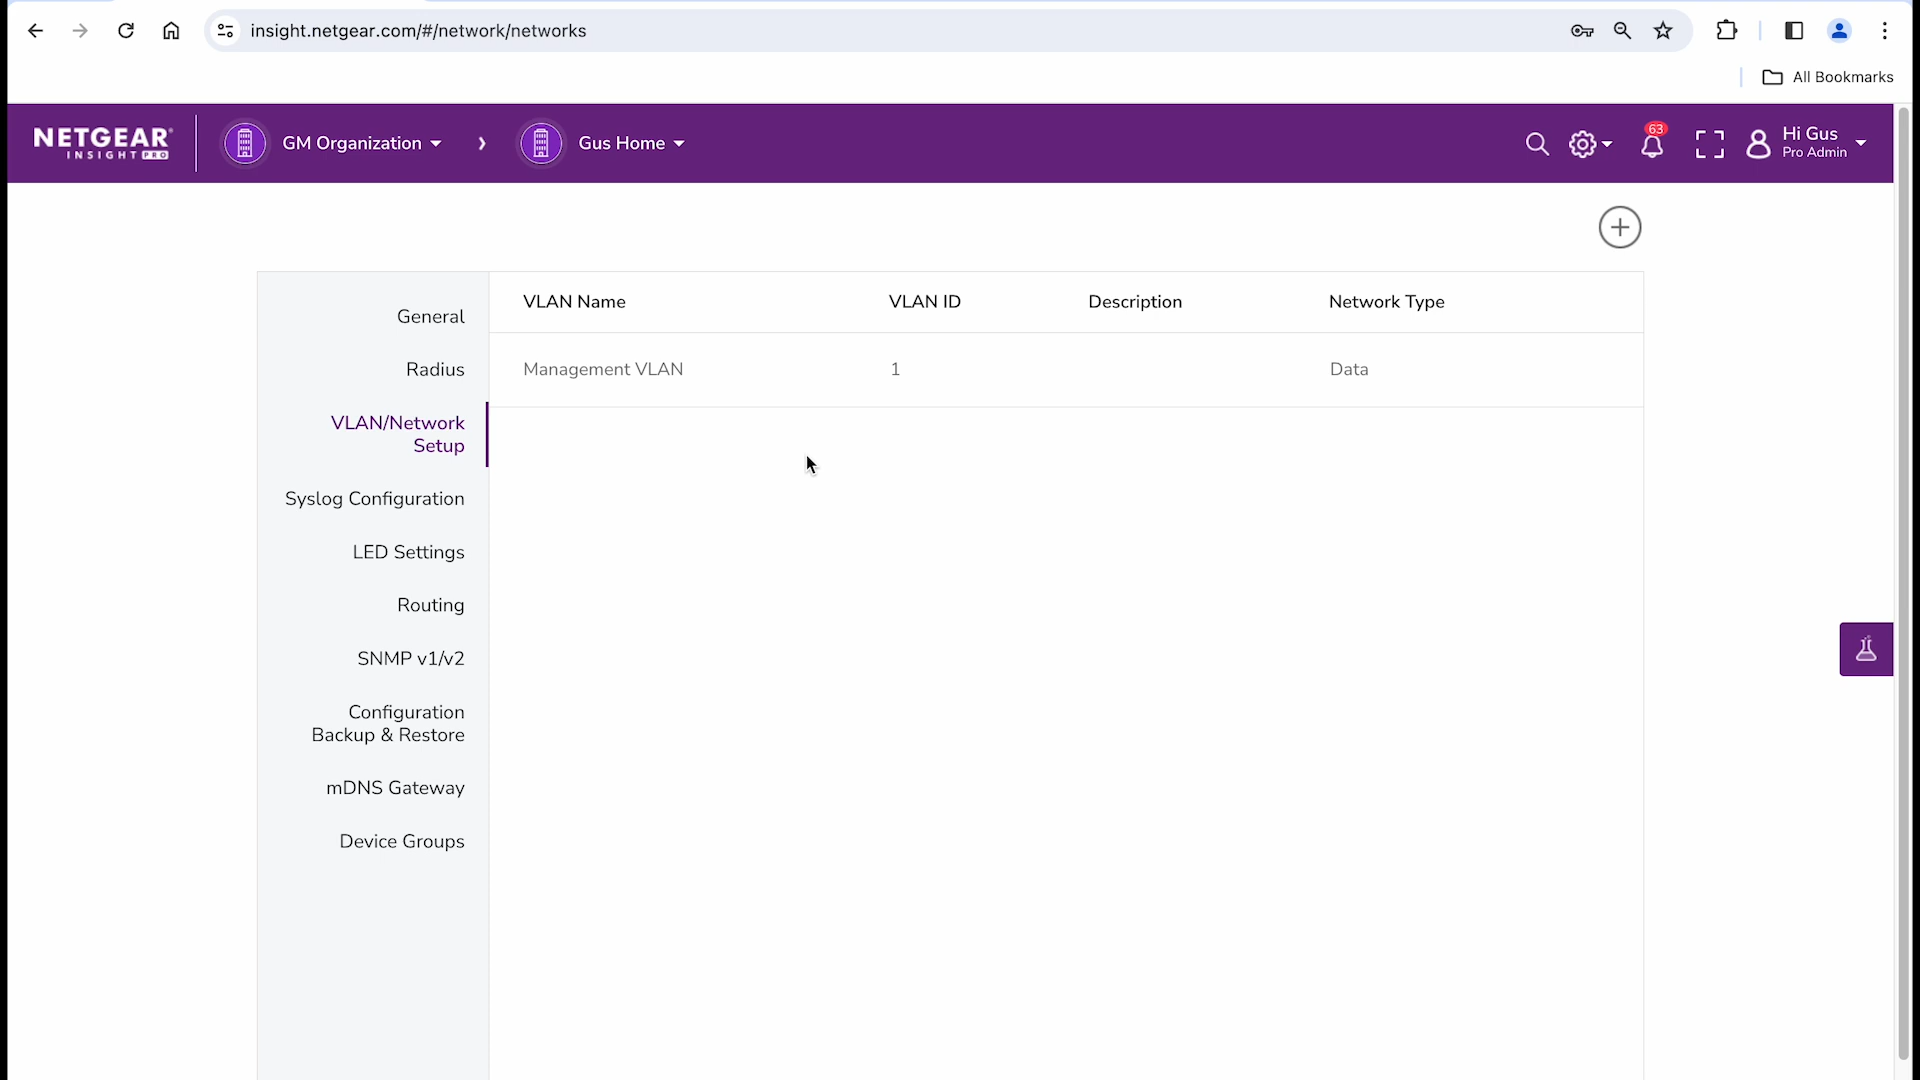 insight.netgear.com/#/network/networks
All Bookmarks
NETGEAR®
INSIGHT PRO
GM Organization
Gus Home
63
Hi Gus
Pro Admin
VLAN Name
VLAN ID
Description
Network Type
General
Management VLAN
1
Data
Radius
VLAN/Network
Setup
Syslog Configuration
LED Settings
Routing
SNMP v1/v2
Configuration
Backup & Restore
mDNS Gateway
Device Groups